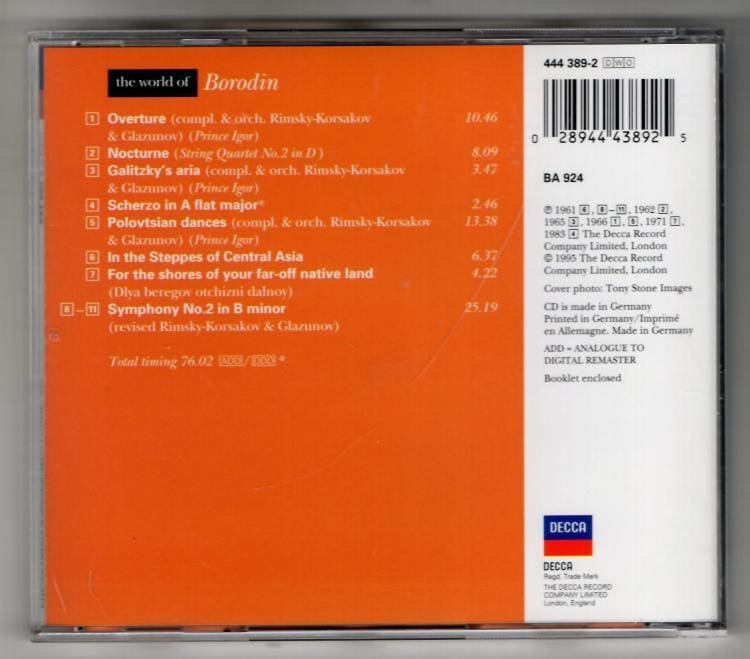 the world of Borodin
1 Overture (compl. & orch. Rimsky-Korsakov 10.46
& Glazunov) (Prince Igor)
2 Nocturne (String Quartet No.2 in D) 8.09
3 Galitzky's aria (compl. & orch. Rimsky-Korsakov 3.47
& Glazunov) (Prince Igor)
4 Scherzo in A flat major* 2.46
5 Polovtsian dances (compl. & orch. Rimsky-Korsakov 13.38
& Glazunov) (Prince Igor)
6 In the Steppes of Central Asia 6.37
7 For the shores of your far-off native land 4.22
(Dlya beregov otchizni dalnoy)
8 – 11 Symphony No.2 in B minor 25.19
(revised Rimsky-Korsakov & Glazunov)
Total timing 76.02 ADD/DDD*
444 389-2 DWO
0 28944 43892 5
BA 924
℗ 1961 6, 8 – 11, 1962 2,
1965 3, 1966 1, 5, 1971 7,
1983 4 The Decca Record
Company Limited, London
© 1995 The Decca Record
Company Limited, London
Cover photo: Tony Stone Images
CD is made in Germany
Printed in Germany/Imprimé
en Allemagne. Made in Germany
ADD = ANALOGUE TO
DIGITAL REMASTER
Booklet enclosed
DECCA
DECCA
Regd. Trade Mark
THE DECCA RECORD
COMPANY LIMITED
London, England